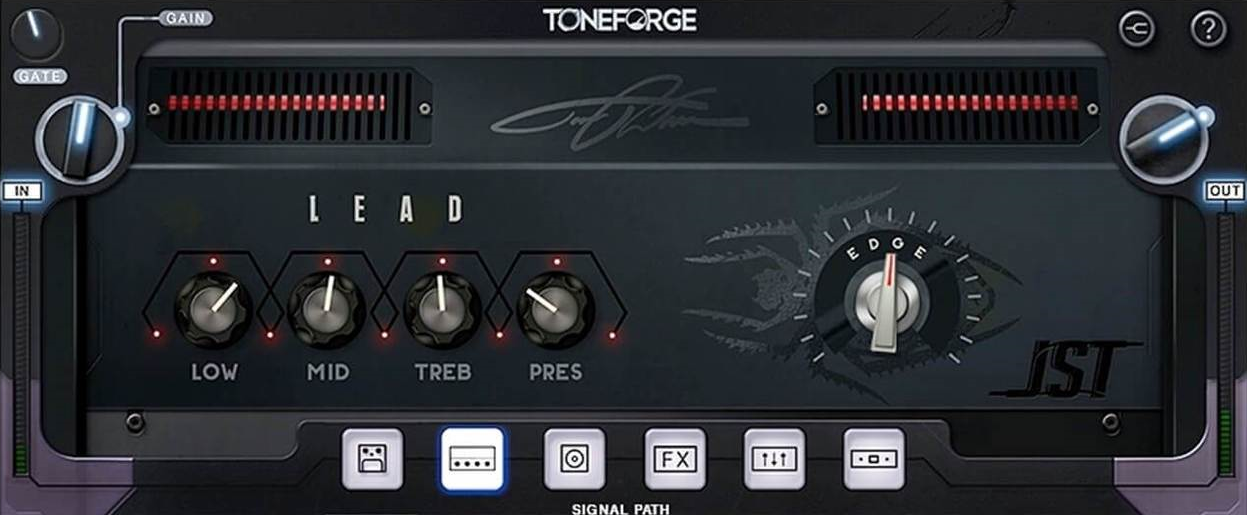 TONEFORGE
GAIN
GATE
?
IN
OUT
LEAD
EDGE
LOW MID TREB PRES
JST
FX
SIGNAL PATH